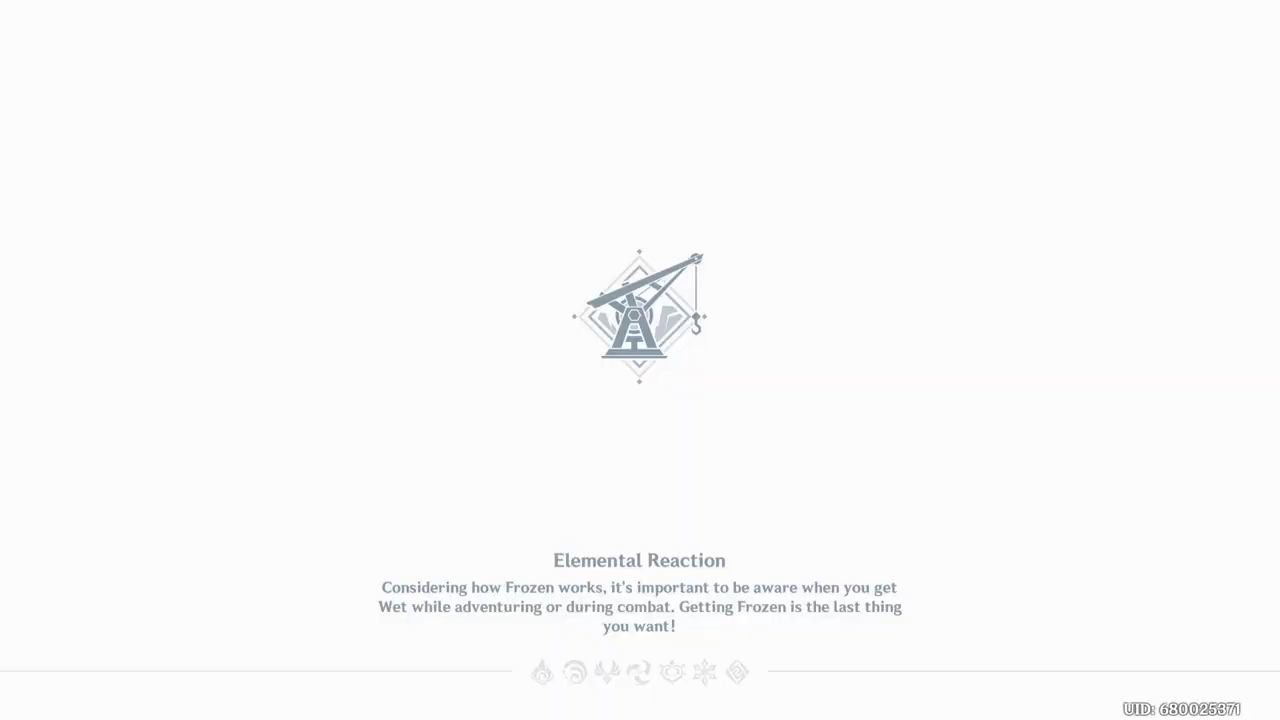 Elemental Reaction
Considering how Frozen works, it's important to be aware when you get
Wet while adventuring or during combat. Getting Frozen is the last thing
you want!
UID: 680025371